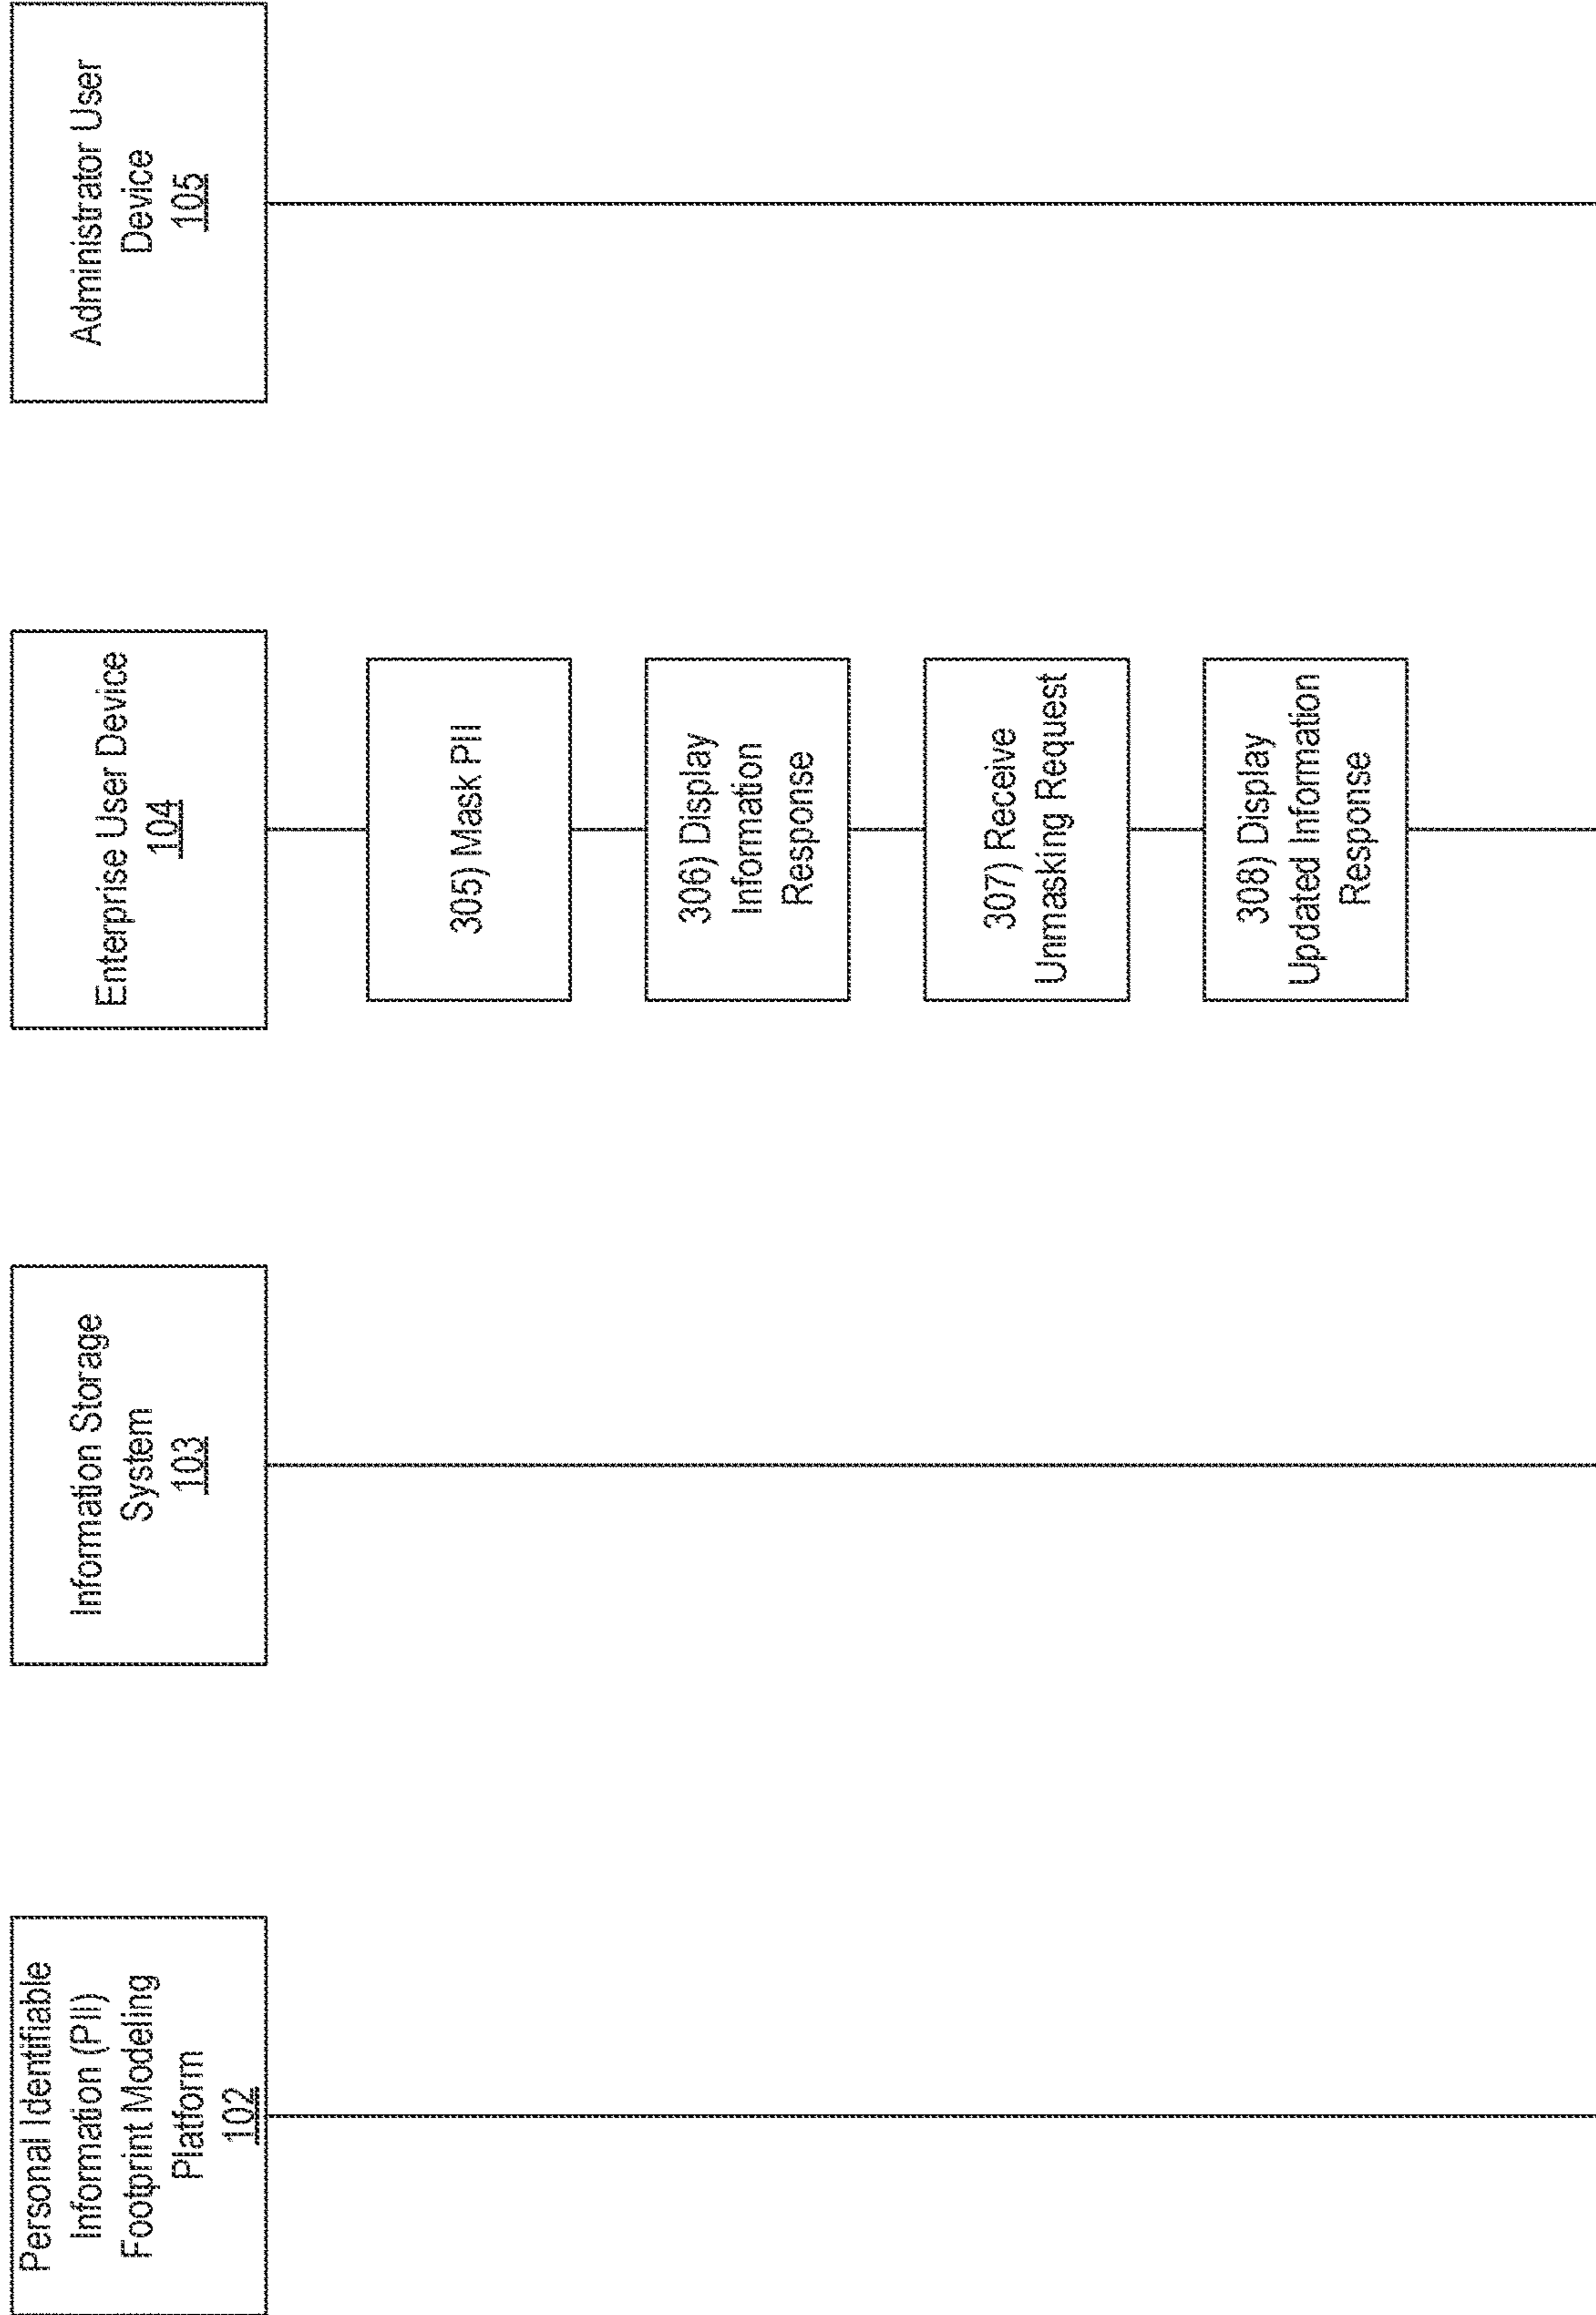 Personal Identifiable
Information (PII)
Footprint Modeling
Platform
102
Information Storage
System
103
Enterprise User Device
104
Administrator User
Device
105
305) Mask PII
306) Display
Information
Response
307) Receive
Unmasking Request
308) Display
Updated Information
Response